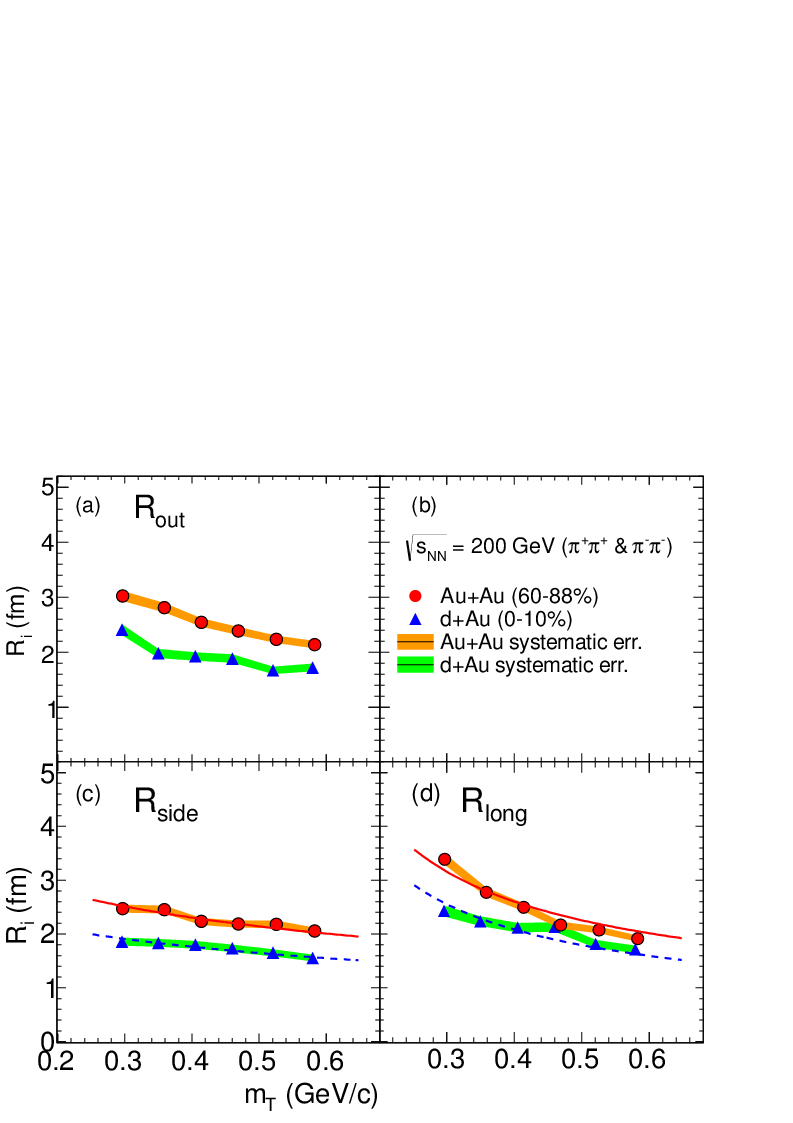 (a) R_out
(b)
√s_NN = 200 GeV (π⁺π⁺ & π⁻π⁻)
Au+Au (60-88%)
d+Au (0-10%)
Au+Au systematic err.
d+Au systematic err.
5
4
3
2
1
R_i (fm)
(c) R_side
(d) R_long
5
4
3
2
1
0
R_i (fm)
0.2 0.3 0.4 0.5 0.6 0.3 0.4 0.5 0.6
m_T (GeV/c)